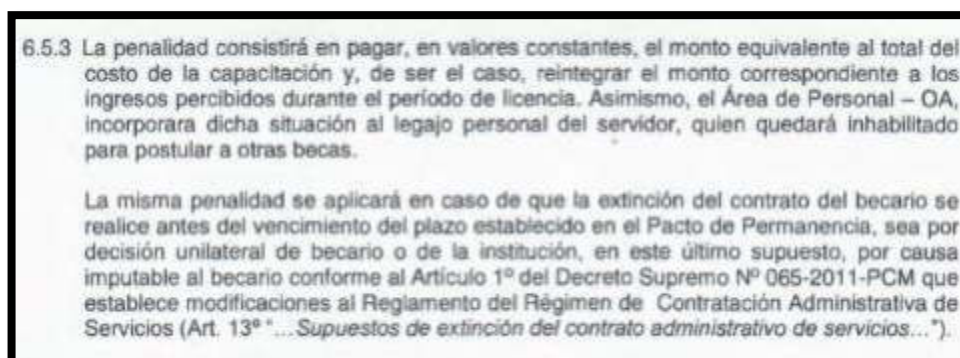 6.5.3 La penalidad consistirá en pagar, en valores constantes, el monto equivalente al total del
costo de la capacitación y, de ser el caso, reintegrar el monto correspondiente a los
ingresos percibidos durante el período de licencia. Asimismo, el Área de Personal – OA,
incorporara dicha situación al legajo personal del servidor, quien quedará inhabilitado
para postular a otras becas.
La misma penalidad se aplicará en caso de que la extinción del contrato del becario se
realice antes del vencimiento del plazo establecido en el Pacto de Permanencia, sea por
decisión unilateral de becario o de la institución, en este último supuesto, por causa
imputable al becario conforme al Artículo 1º del Decreto Supremo Nº 065-2011-PCM que
establece modificaciones al Reglamento del Régimen de Contratación Administrativa de
Servicios (Art. 13º "...Supuestos de extinción del contrato administrativo de servicios...").